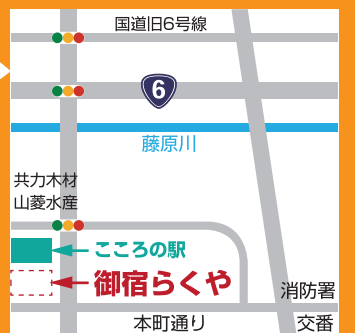 国道旧6号線
6
藤原川
共力木材
山菱水産
こころの駅
御宿らくや
消防署
本町通り
交番